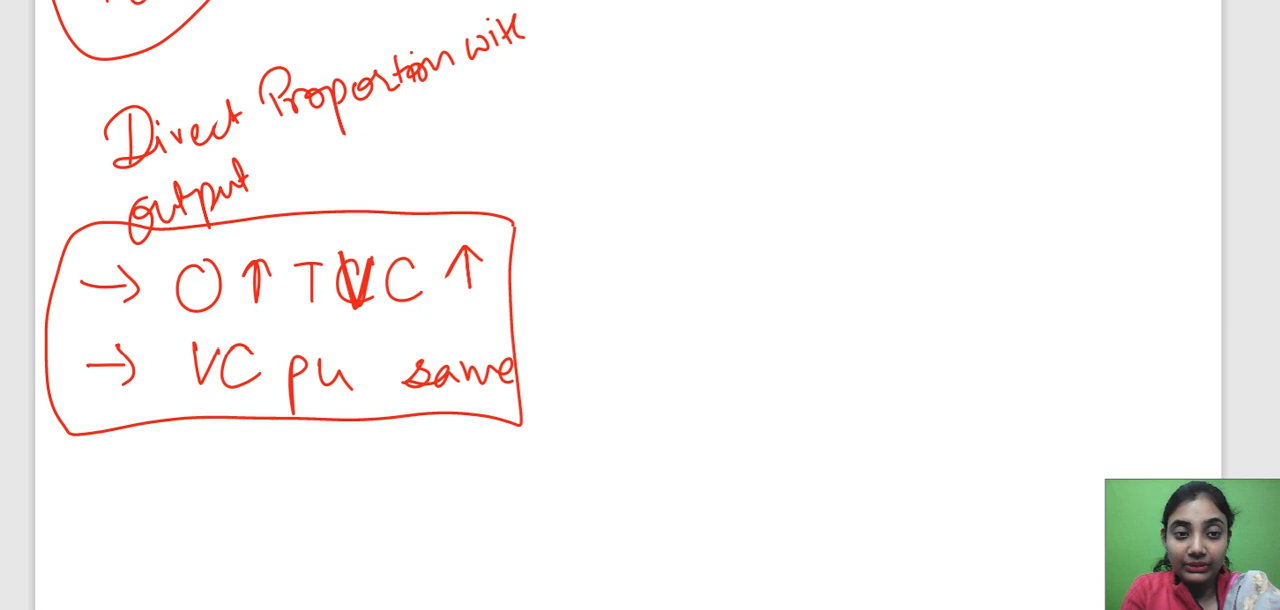 Direct Proportion with
output
→ O↑ TVC ↑
→ VC pu same